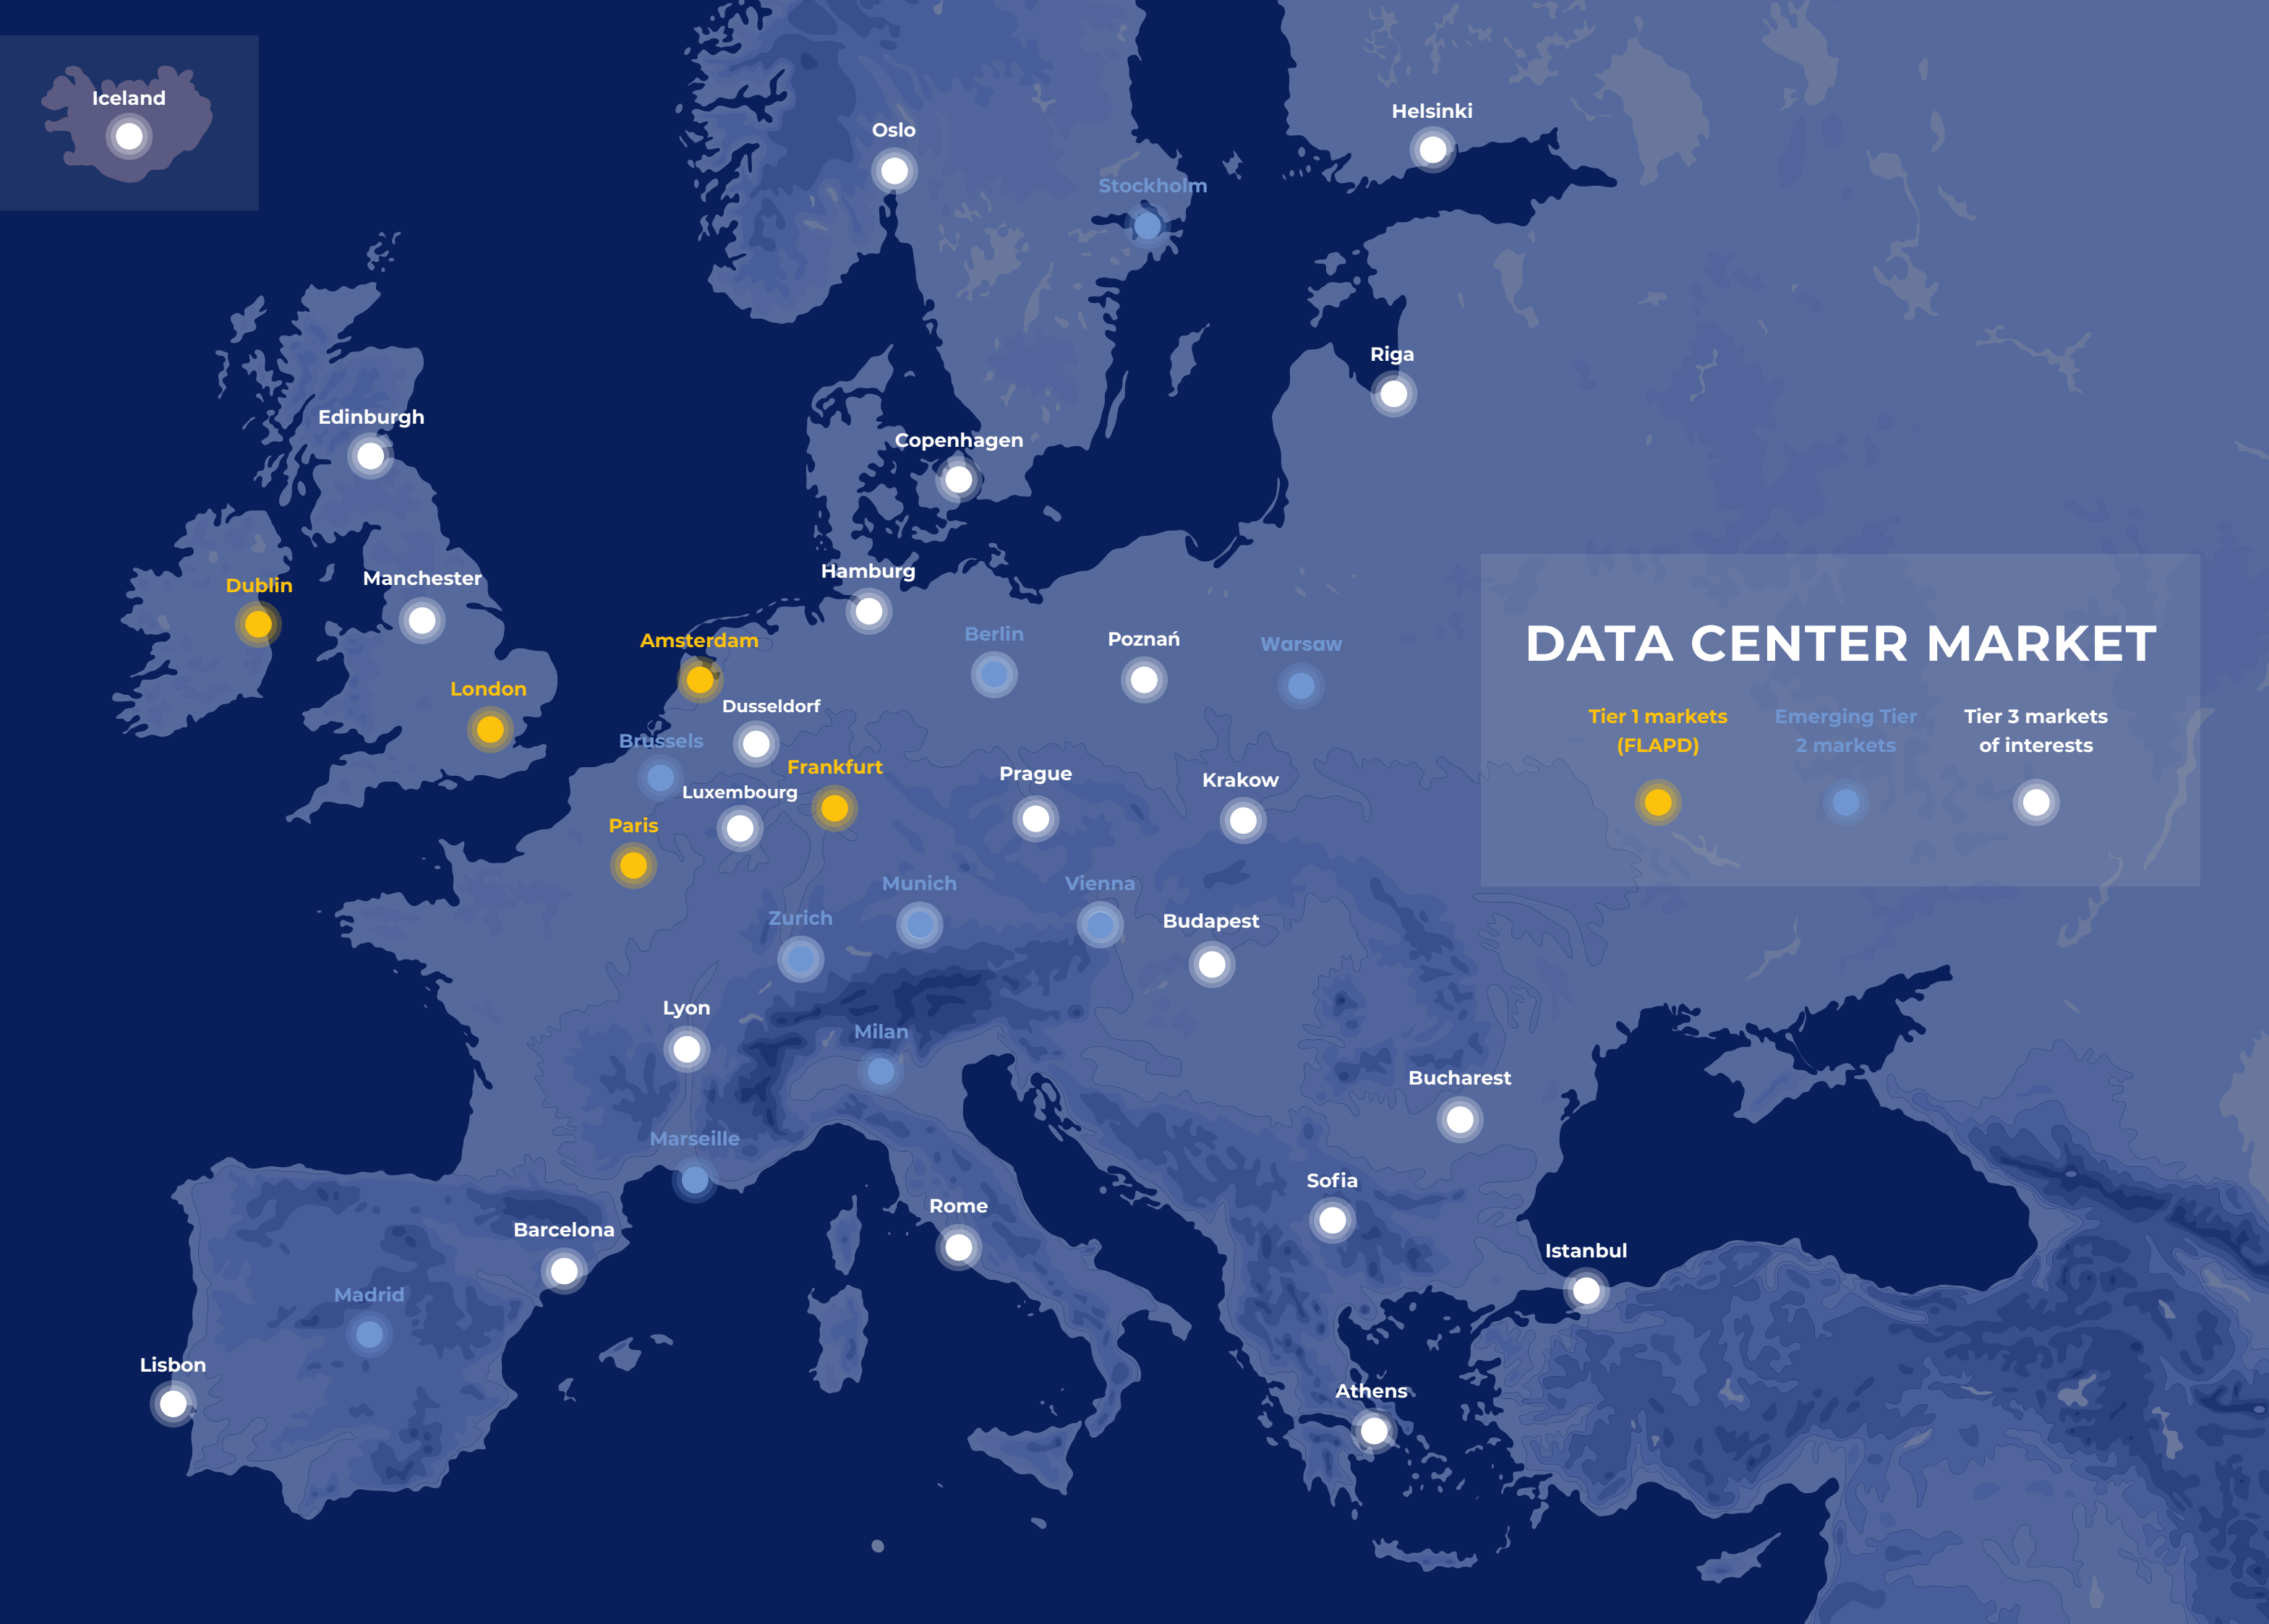 Iceland
Oslo
Helsinki
Stockholm
Riga
Edinburgh
Copenhagen
Hamburg
Manchester
Dublin
Amsterdam
Berlin
Poznań
Warsaw
London
Dusseldorf
Brussels
Frankfurt
Luxembourg
Prague
Krakow
Paris
Munich
Vienna
Zurich
Budapest
Lyon
Milan
Bucharest
Marseille
Sofia
Rome
Barcelona
Istanbul
Madrid
Lisbon
Athens
DATA CENTER MARKET
Tier 1 markets
(FLAPD)
Emerging Tier
2 markets
Tier 3 markets
of interests